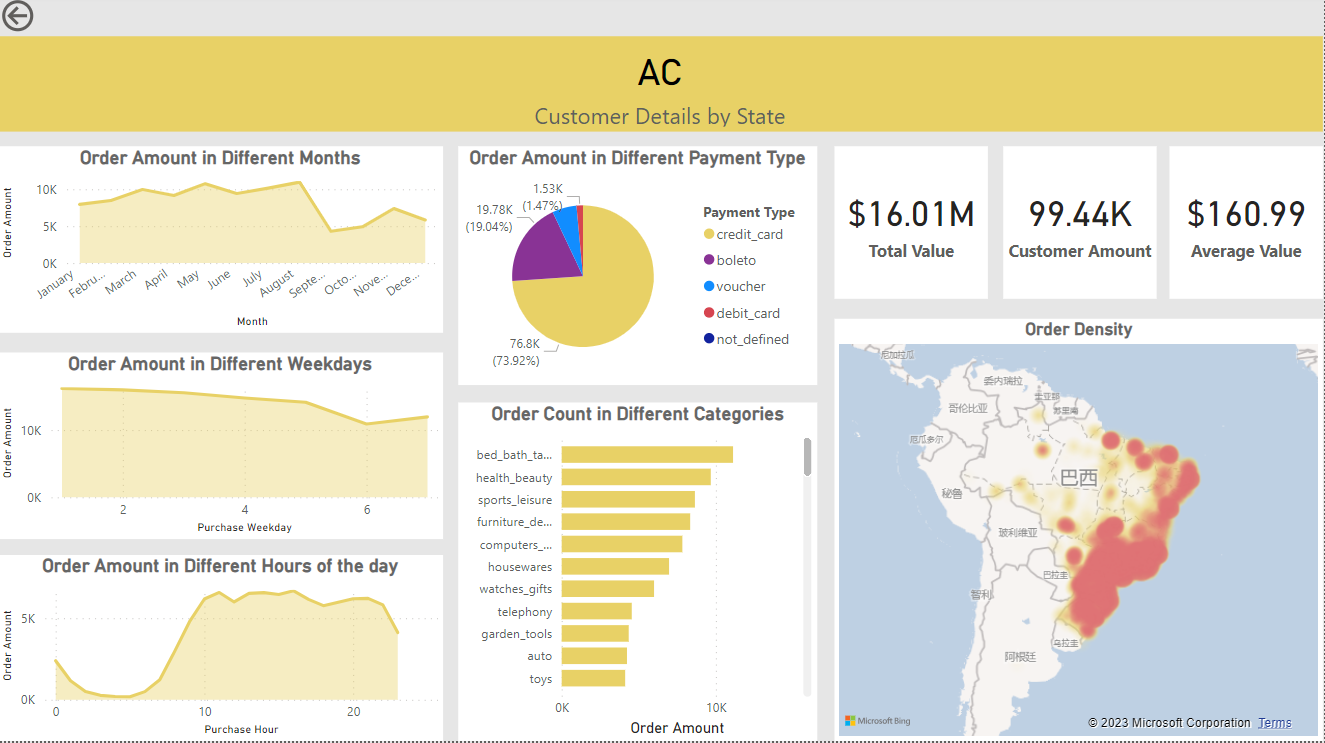 AC
Customer Details by State
Order Amount in Different Months
Order Amount
10K
5K
0K
January
Febru...
March
April
May
June
July
August
Septe...
Octo...
Nove...
Dece...
Month
Order Amount in Different Weekdays
Order Amount
10K
0K
2
4
6
Purchase Weekday
Order Amount in Different Hours of the day
Order Amount
5K
0K
0
10
20
Purchase Hour
Order Amount in Different Payment Type
1.53K
(1.47%)
19.78K
(19.04%)
76.8K
(73.92%)
Payment Type
credit_card
boleto
voucher
debit_card
not_defined
Order Count in Different Categories
bed_bath_ta...
health_beauty
sports_leisure
furniture_de...
computers_...
housewares
watches_gifts
telephony
garden_tools
auto
toys
0K
10K
Order Amount
$16.01M
Total Value
99.44K
Customer Amount
$160.99
Average Value
Order Density
尼加拉瓜
委内瑞拉
圭亚那
苏里南
哥伦比亚
厄瓜多尔
巴西
秘鲁
玻利维亚
巴拉圭
智利
乌拉圭
阿根廷
Microsoft Bing
© 2023 Microsoft Corporation Terms